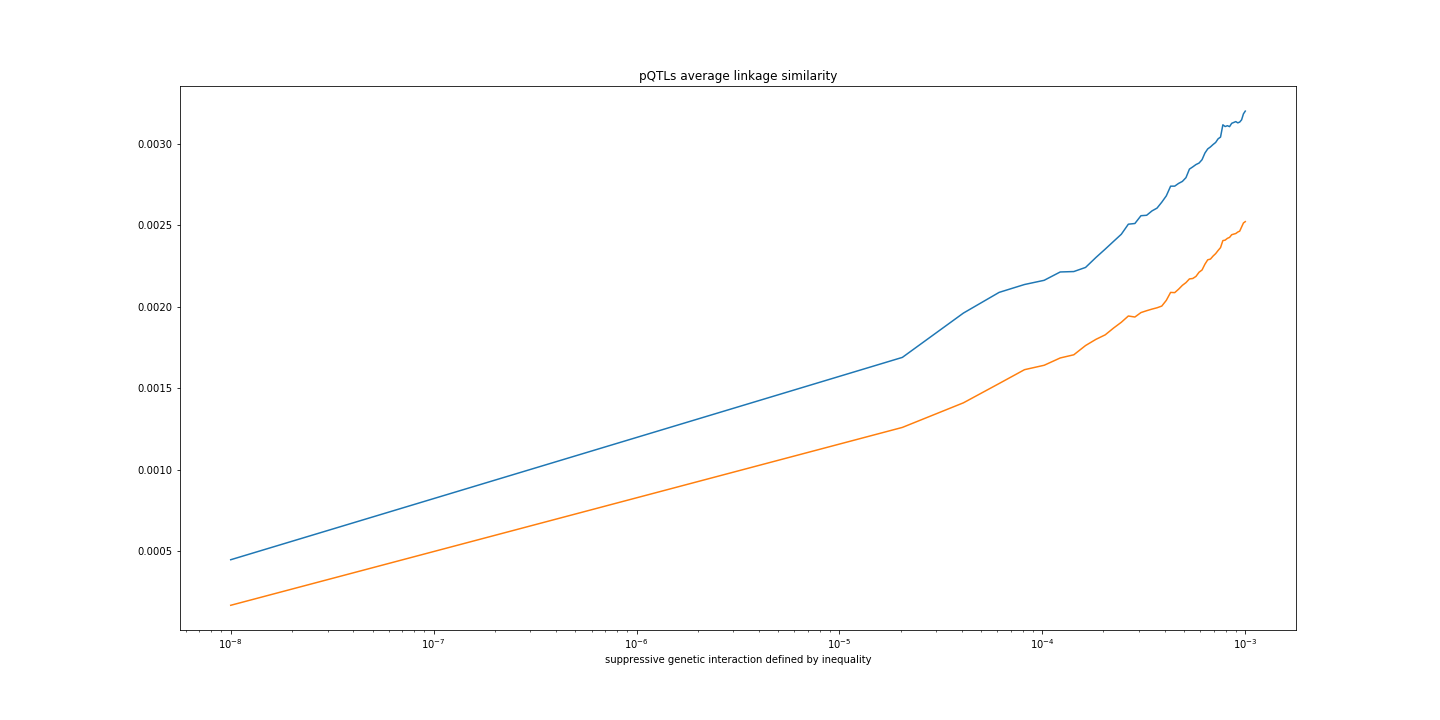 pQTLs average linkage similarity
0.0030
0.0025
0.0020
0.0015
0.0010
0.0005
10⁻⁸ 10⁻⁷ 10⁻⁶ 10⁻⁵ 10⁻⁴ 10⁻³
suppressive genetic interaction defined by inequality